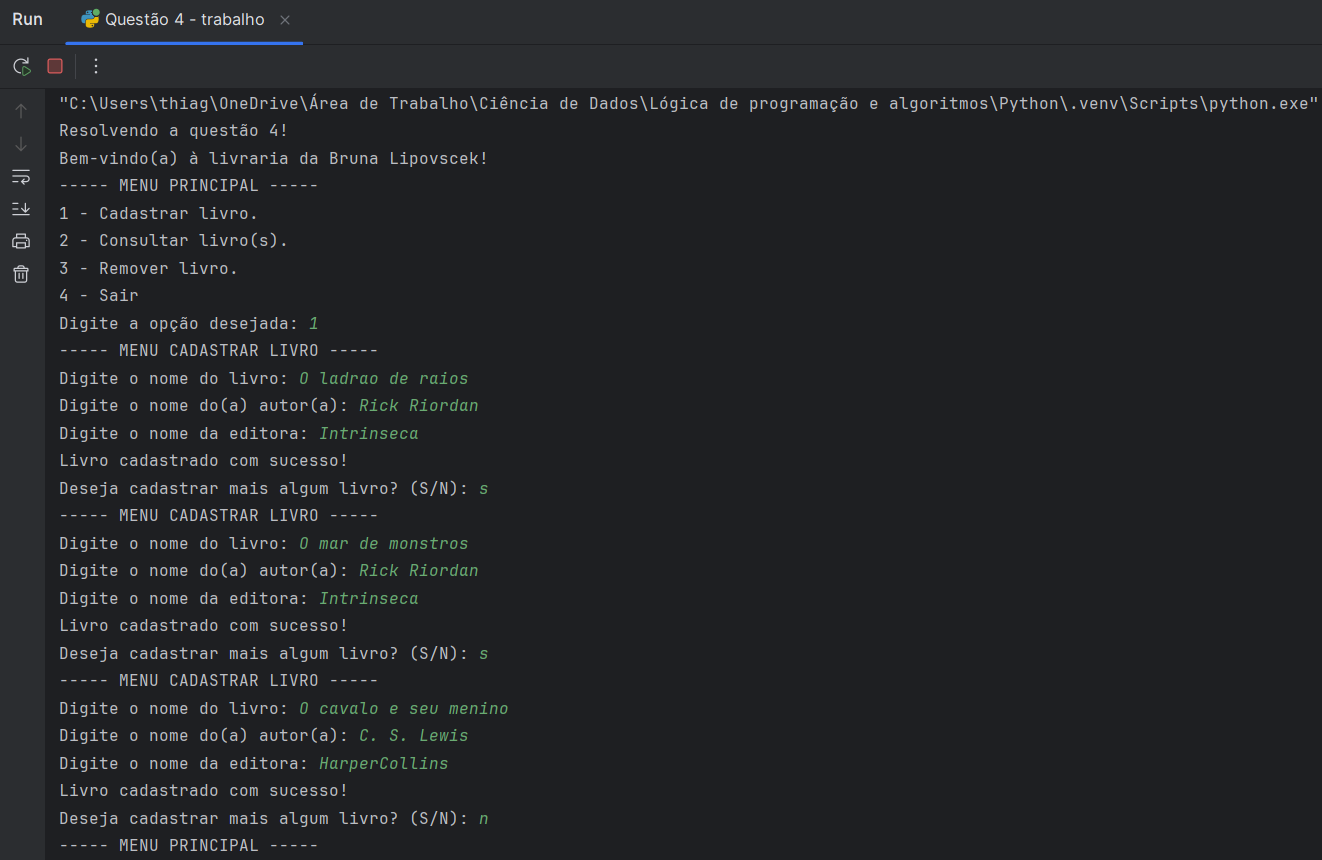 Run Questão 4 - trabalho
"C:\Users\thiag\OneDrive\Área de Trabalho\Ciência de Dados\Lógica de programação e algoritmos\Python\.venv\Scripts\python.exe"
Resolvendo a questão 4!
Bem-vindo(a) à livraria da Bruna Lipovscek!
----- MENU PRINCIPAL -----
1 - Cadastrar livro.
2 - Consultar livro(s).
3 - Remover livro.
4 - Sair
Digite a opção desejada: 1
----- MENU CADASTRAR LIVRO -----
Digite o nome do livro: O ladrao de raios
Digite o nome do(a) autor(a): Rick Riordan
Digite o nome da editora: Intrinseca
Livro cadastrado com sucesso!
Deseja cadastrar mais algum livro? (S/N): s
----- MENU CADASTRAR LIVRO -----
Digite o nome do livro: O mar de monstros
Digite o nome do(a) autor(a): Rick Riordan
Digite o nome da editora: Intrinseca
Livro cadastrado com sucesso!
Deseja cadastrar mais algum livro? (S/N): s
----- MENU CADASTRAR LIVRO -----
Digite o nome do livro: O cavalo e seu menino
Digite o nome do(a) autor(a): C. S. Lewis
Digite o nome da editora: HarperCollins
Livro cadastrado com sucesso!
Deseja cadastrar mais algum livro? (S/N): n
----- MENU PRINCIPAL -----